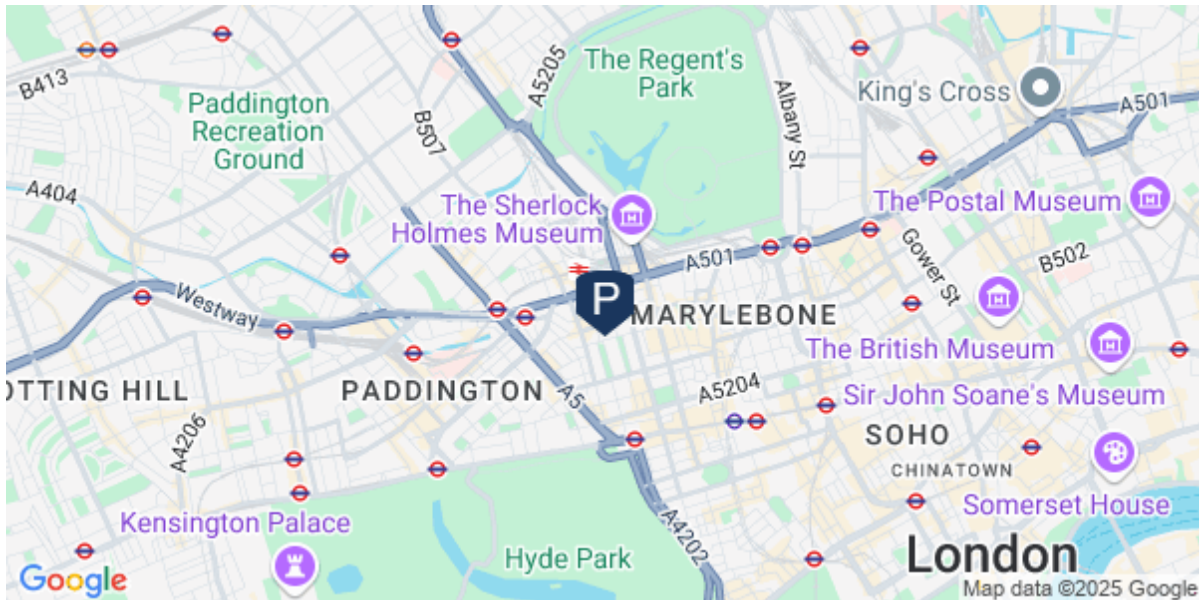 The Regent's
Park
A5205
B413
Albany St
King's Cross
A501
Paddington
Recreation
Ground
B507
A404
The Sherlock
Holmes Museum
The Postal Museum
Gower St
B502
A501
Westway
P
MARYLEBONE
The British Museum
OTTING HILL
PADDINGTON
A5
A5204
Sir John Soane's Museum
A4206
SOHO
CHINATOWN
Somerset House
Kensington Palace
A4202
Hyde Park
London
Google
Map data ©2025 Google